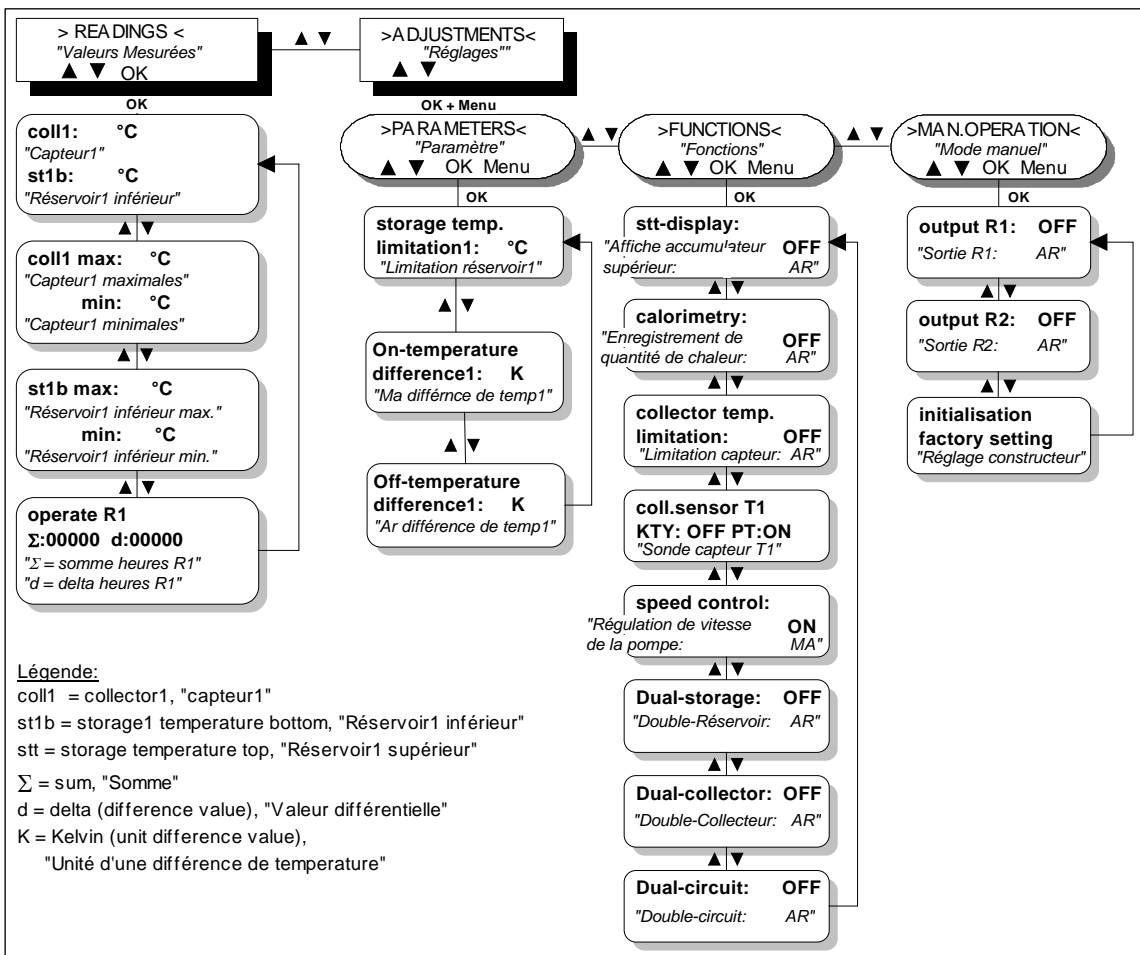 > READINGS <
"Valeurs Mesurées"
▲ ▼ OK
▲ ▼
>ADJUSTMENTS<
"Réglages""
▲ ▼
OK
coll1: °C
"Capteur1"
st1b: °C
"Réservoir1 inférieur"
▲ ▼
coll1 max: °C
"Capteur1 maximales"
min: °C
"Capteur1 minimales"
▲ ▼
st1b max: °C
"Réservoir1 inférieur max."
min: °C
"Réservoir1 inférieur min."
▲ ▼
operate R1
Σ:00000 d:00000
"Σ = somme heures R1"
"d = delta heures R1"
OK + Menu
>PARAMETERS<
"Paramètre"
▲ ▼ OK Menu
▲ ▼
OK
storage temp.
limitation1: °C
"Limitation réservoir1"
▲ ▼
On-temperature
difference1: K
"Ma différnce de temp1"
▲ ▼
Off-temperature
difference1: K
"Ar différence de temp1"
>FUNCTIONS<
"Fonctions"
▲ ▼ OK Menu
▲ ▼
OK
stt-display:
"Affiche accumulateur OFF
supérieur: AR"
▲ ▼
calorimetry:
"Enregistrement de OFF
quantité de chaleur: AR"
▲ ▼
collector temp.
limitation: OFF
"Limitation capteur: AR"
▲ ▼
coll.sensor T1
KTY: OFF PT:ON
"Sonde capteur T1"
▲ ▼
speed control:
"Régulation de vitesse ON
de la pompe: MA"
▲ ▼
Dual-storage: OFF
"Double-Réservoir: AR"
▲ ▼
Dual-collector: OFF
"Double-Collecteur: AR"
▲ ▼
Dual-circuit: OFF
"Double-circuit: AR"
>MAN.OPERATION<
"Mode manuel"
▲ ▼ OK Menu
OK
output R1: OFF
"Sortie R1: AR"
▲ ▼
output R2: OFF
"Sortie R2: AR"
▲ ▼
initialisation
factory setting
"Réglage constructeur"
Légende:
coll1 = collector1, "capteur1"
st1b = storage1 temperature bottom, "Réservoir1 inférieur"
stt = storage temperature top, "Réservoir1 supérieur"
Σ = sum, "Somme"
d = delta (difference value), "Valeur différentielle"
K = Kelvin (unit difference value),
"Unité d'une différence de temperature"